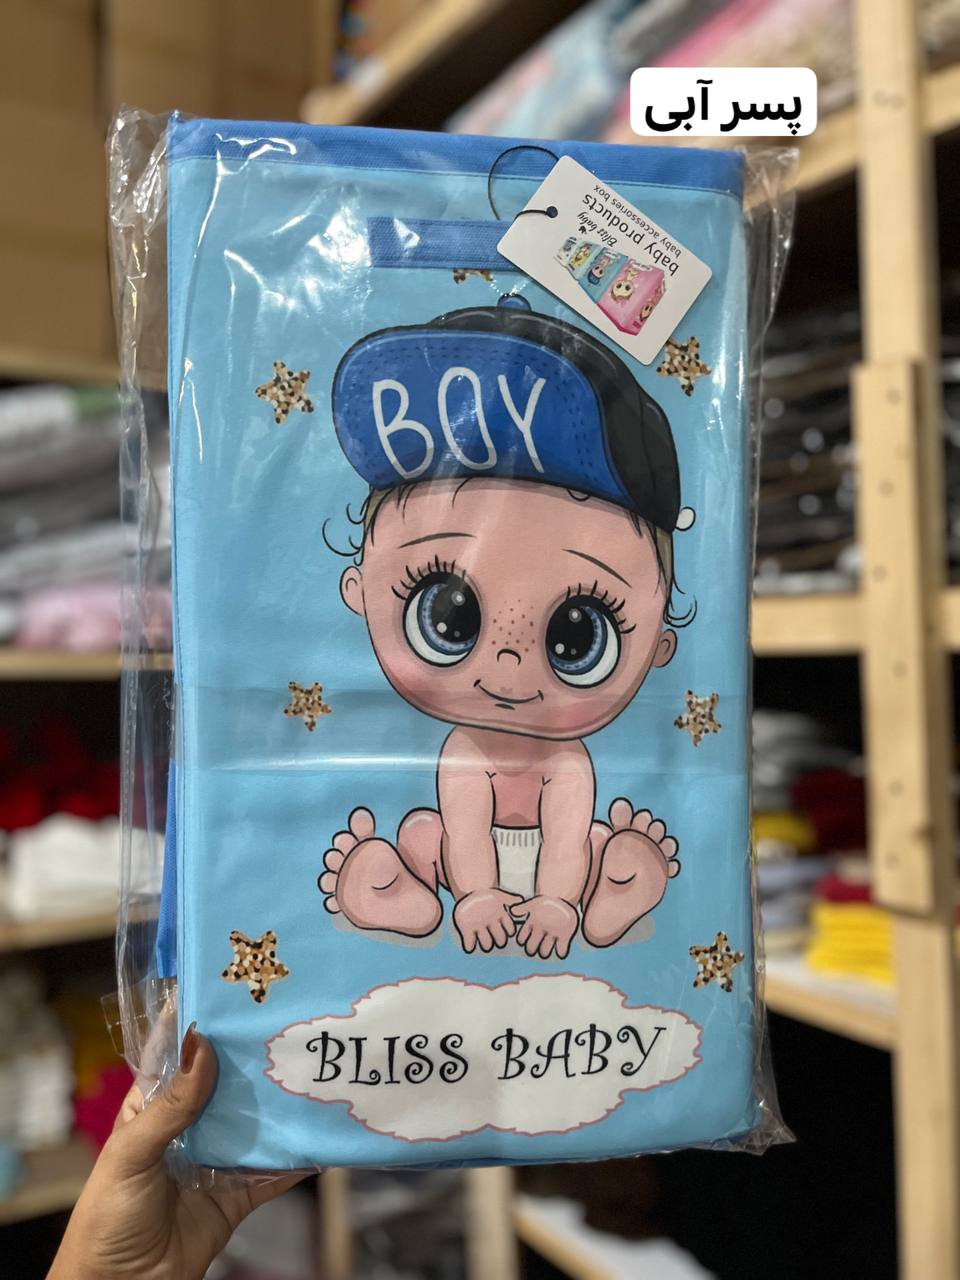 پسر آبی
baby accessories box
baby products
Bliss baby
BOY
BLISS BABY